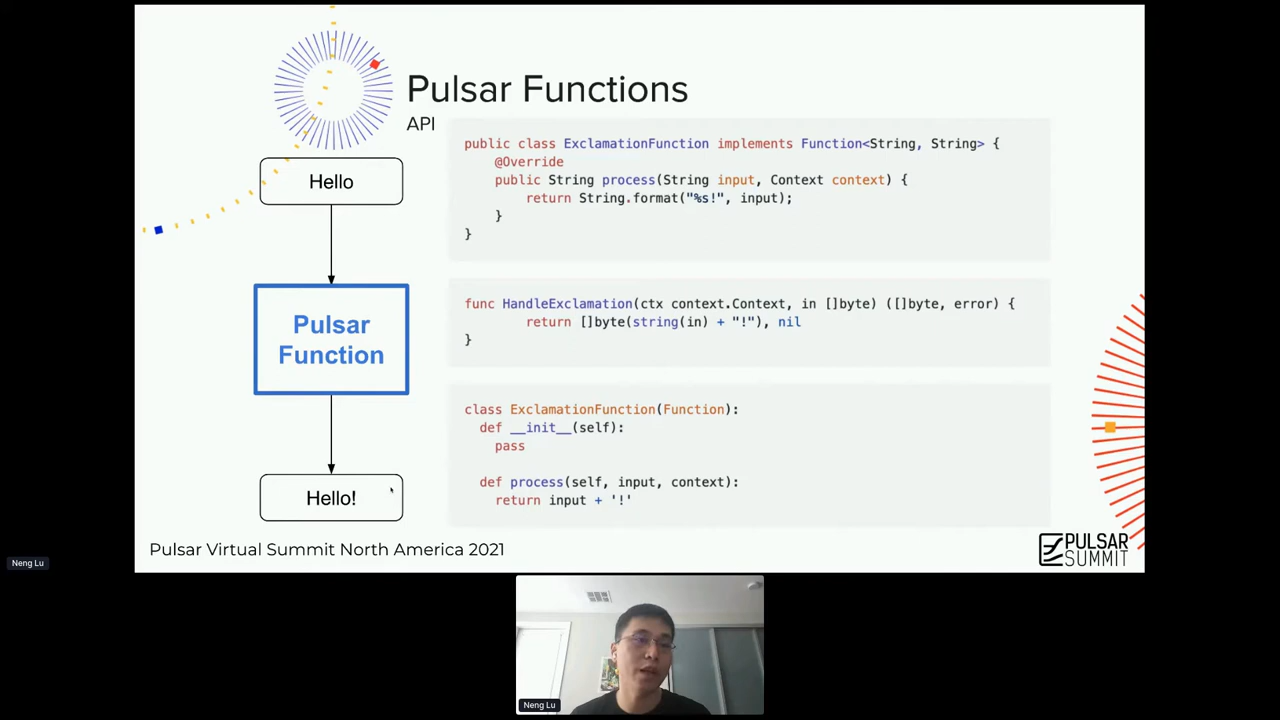 Pulsar Functions
API
Hello
Pulsar
Function
Hello!
public class ExclamationFunction implements Function<String, String> {
    @Override
    public String process(String input, Context context) {
        return String.format("%s!", input);
    }
}
func HandleExclamation(ctx context.Context, in []byte) ([]byte, error) {
        return []byte(string(in) + "!"), nil
}
class ExclamationFunction(Function):
  def __init__(self):
    pass
  def process(self, input, context):
    return input + '!'
Pulsar Virtual Summit North America 2021
PULSAR
SUMMIT
Neng Lu
Neng Lu